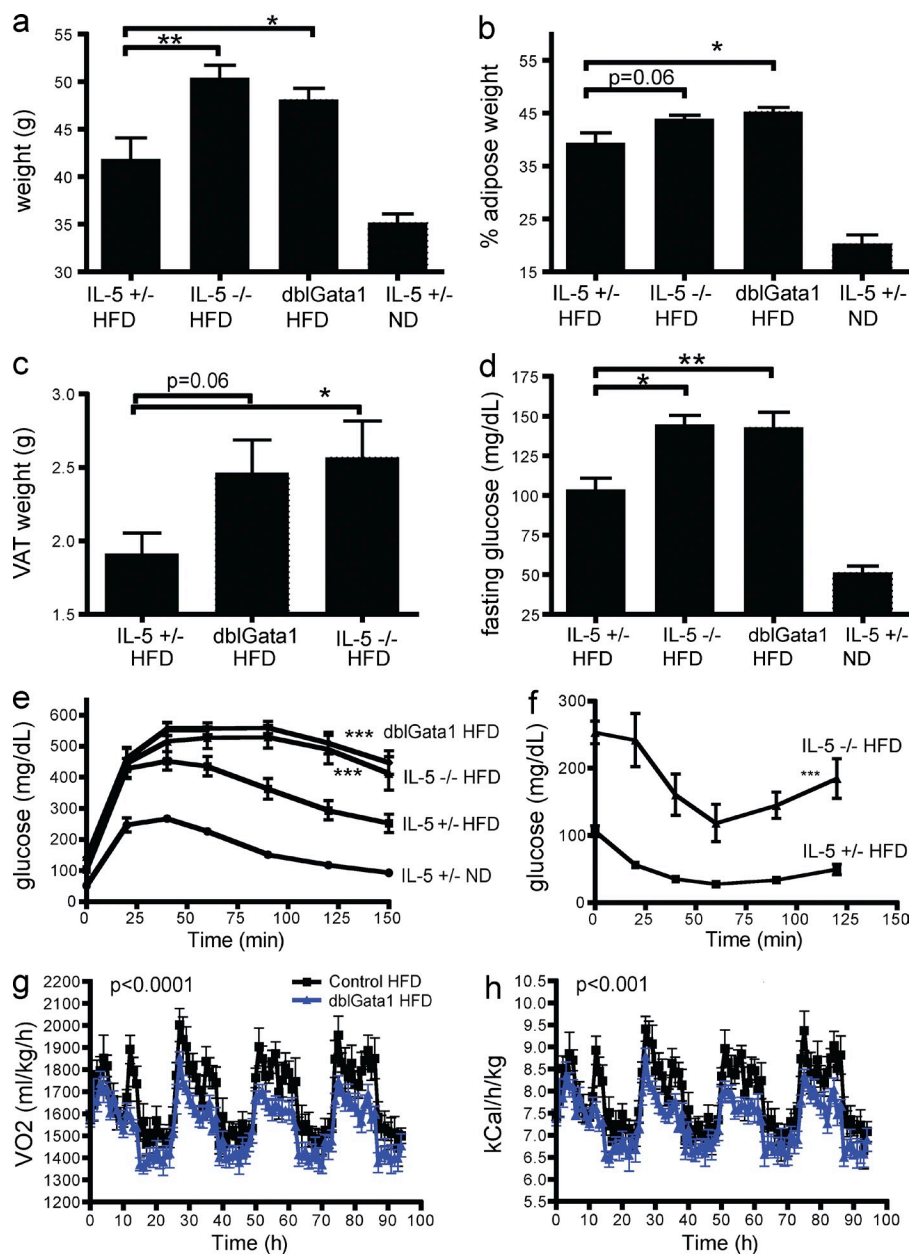 a
weight (g)
55
50
45
40
35
30
**
*
IL-5 +/-
HFD
IL-5 -/-
HFD
dblGata1
HFD
IL-5 +/-
ND
b
% adipose weight
55
45
35
25
15
p=0.06
*
IL-5 +/-
HFD
IL-5 -/-
HFD
dblGata1
HFD
IL-5 +/-
ND
c
VAT weight (g)
3.0
2.5
2.0
1.5
p=0.06
*
IL-5 +/-
HFD
dblGata1
HFD
IL-5 -/-
HFD
d
fasting glucose (mg/dL)
175
150
125
100
75
50
25
**
*
IL-5 +/-
HFD
IL-5 -/-
HFD
dblGata1
HFD
IL-5 +/-
ND
e
glucose (mg/dL)
600
500
400
300
200
100
0
0 25 50 75 100 125 150
Time (min)
*** dblGata1 HFD
*** IL-5 -/- HFD
IL-5 +/- HFD
IL-5 +/- ND
f
glucose (mg/dL)
300
200
100
0
0 25 50 75 100 125 150
Time (min)
IL-5 -/- HFD
***
IL-5 +/- HFD
g
p<0.0001
Control HFD
dblGata1 HFD
VO2 (ml/kg/h)
2200
2100
2000
1900
1800
1700
1600
1500
1400
1300
1200
0 10 20 30 40 50 60 70 80 90 100
Time (h)
h
p<0.001
kCal/h/kg
10.5
10.0
9.5
9.0
8.5
8.0
7.5
7.0
6.5
6.0
5.5
0 10 20 30 40 50 60 70 80 90 100
Time (h)